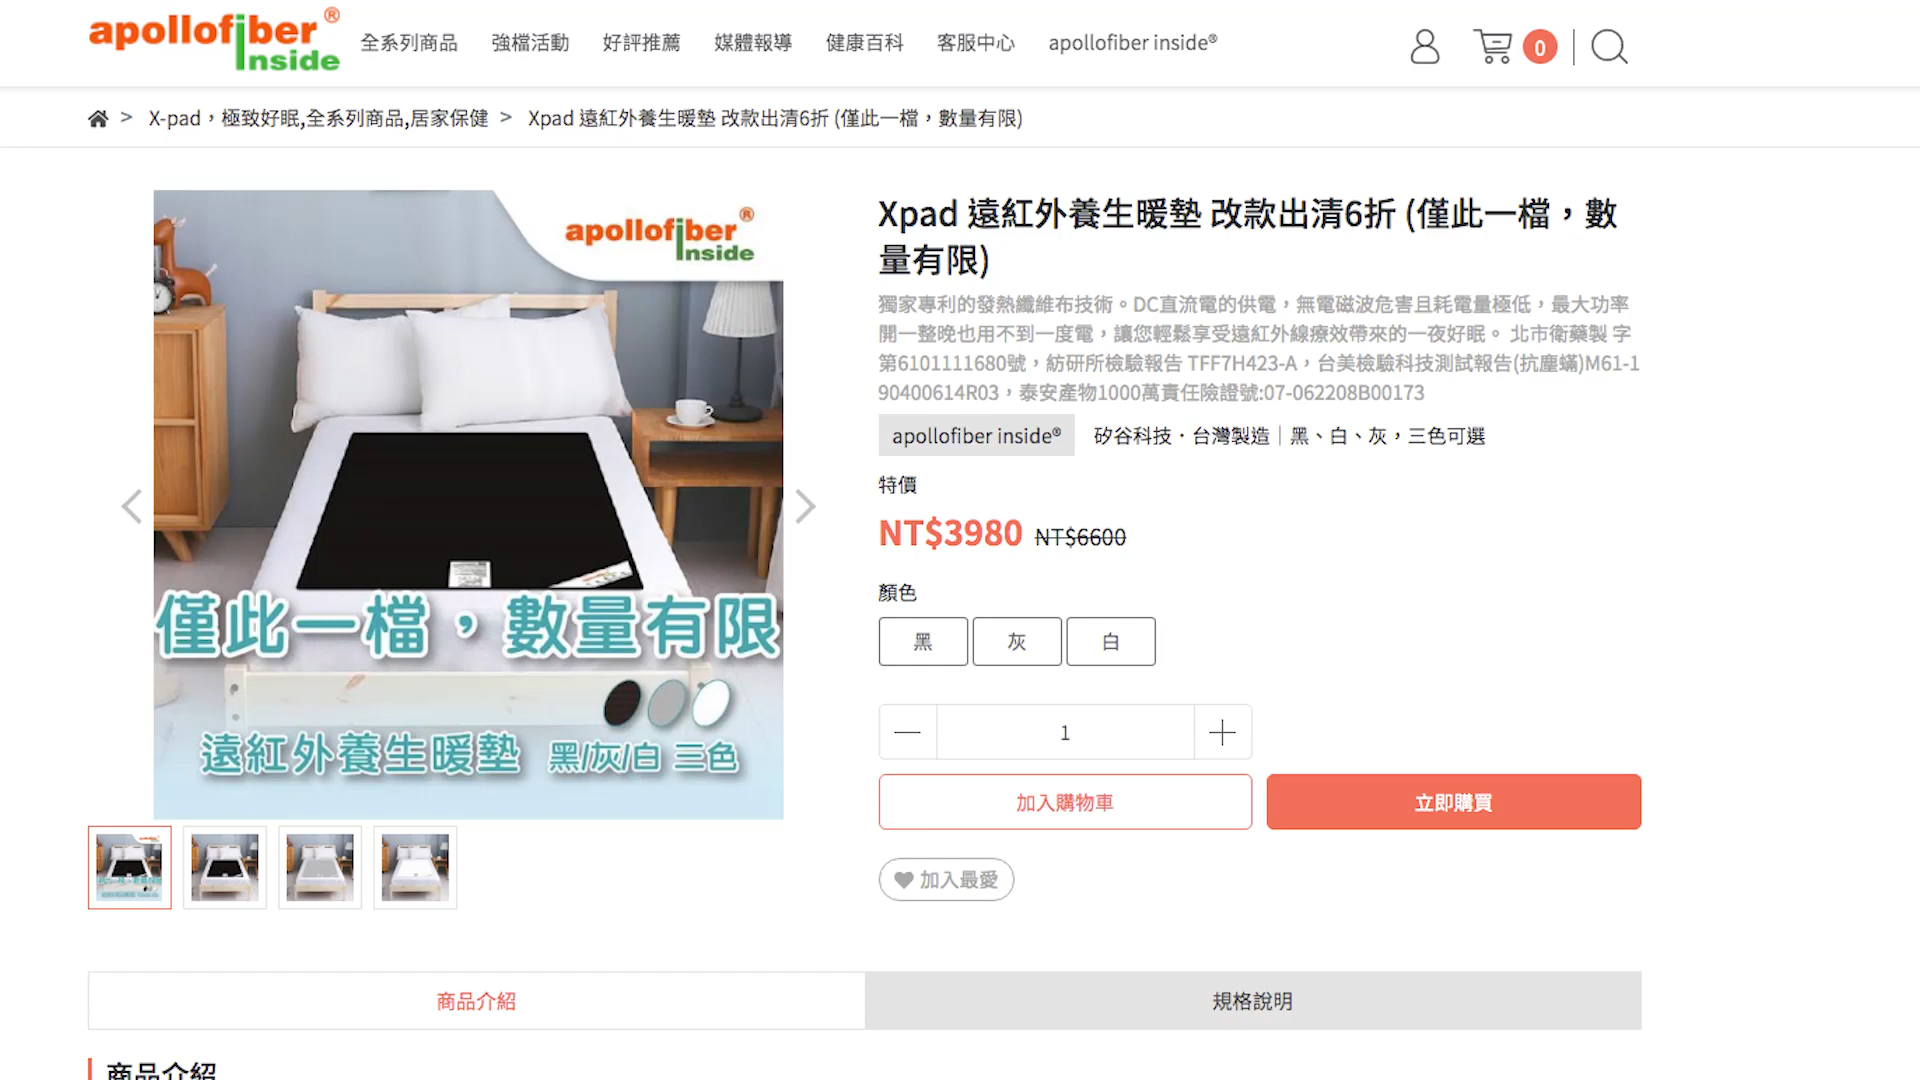 apollofiber inside®
全系列商品 強檔活動 好評推薦 媒體報導 健康百科 客服中心 apollofiber inside®
0
> X-pad，極致好眠,全系列商品,居家保健 > Xpad 遠紅外養生暖墊 改款出清6折 (僅此一檔，數量有限)
apollofiber inside®
僅此一檔，數量有限
遠紅外養生暖墊 黑/灰/白 三色
Xpad 遠紅外養生暖墊 改款出清6折 (僅此一檔，數
量有限)
獨家專利的發熱纖維布技術。DC直流電的供電，無電磁波危害且耗電量極低，最大功率
開一整晚也用不到一度電，讓您輕鬆享受遠紅外線療效帶來的一夜好眠。 北市衛藥製 字
第6101111680號，紡研所檢驗報告 TFF7H423-A，台美檢驗科技測試報告(抗塵蟎)M61-1
90400614R03，泰安產物1000萬責任險證號:07-062208B00173
apollofiber inside® 矽谷科技・台灣製造｜黑、白、灰，三色可選
特價
NT$3980 NT$6600
顏色
黑 灰 白
— 1 +
加入購物車 立即購買
加入最愛
商品介紹 規格說明
商品介紹